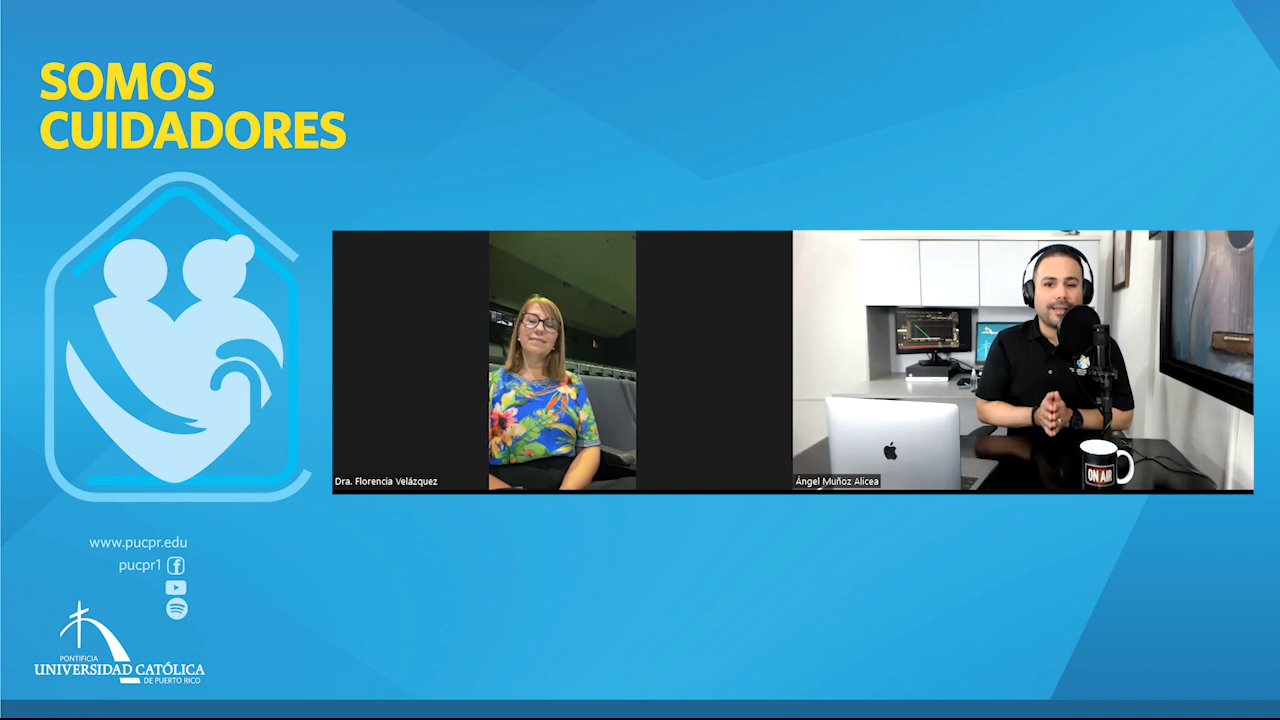 SOMOS
CUIDADORES
Dra. Florencia Velázquez
Ángel Muñoz Alicea
ON AIR
www.pucpr.edu
pucpr1
PONTIFICIA
UNIVERSIDAD CATÓLICA
DE PUERTO RICO